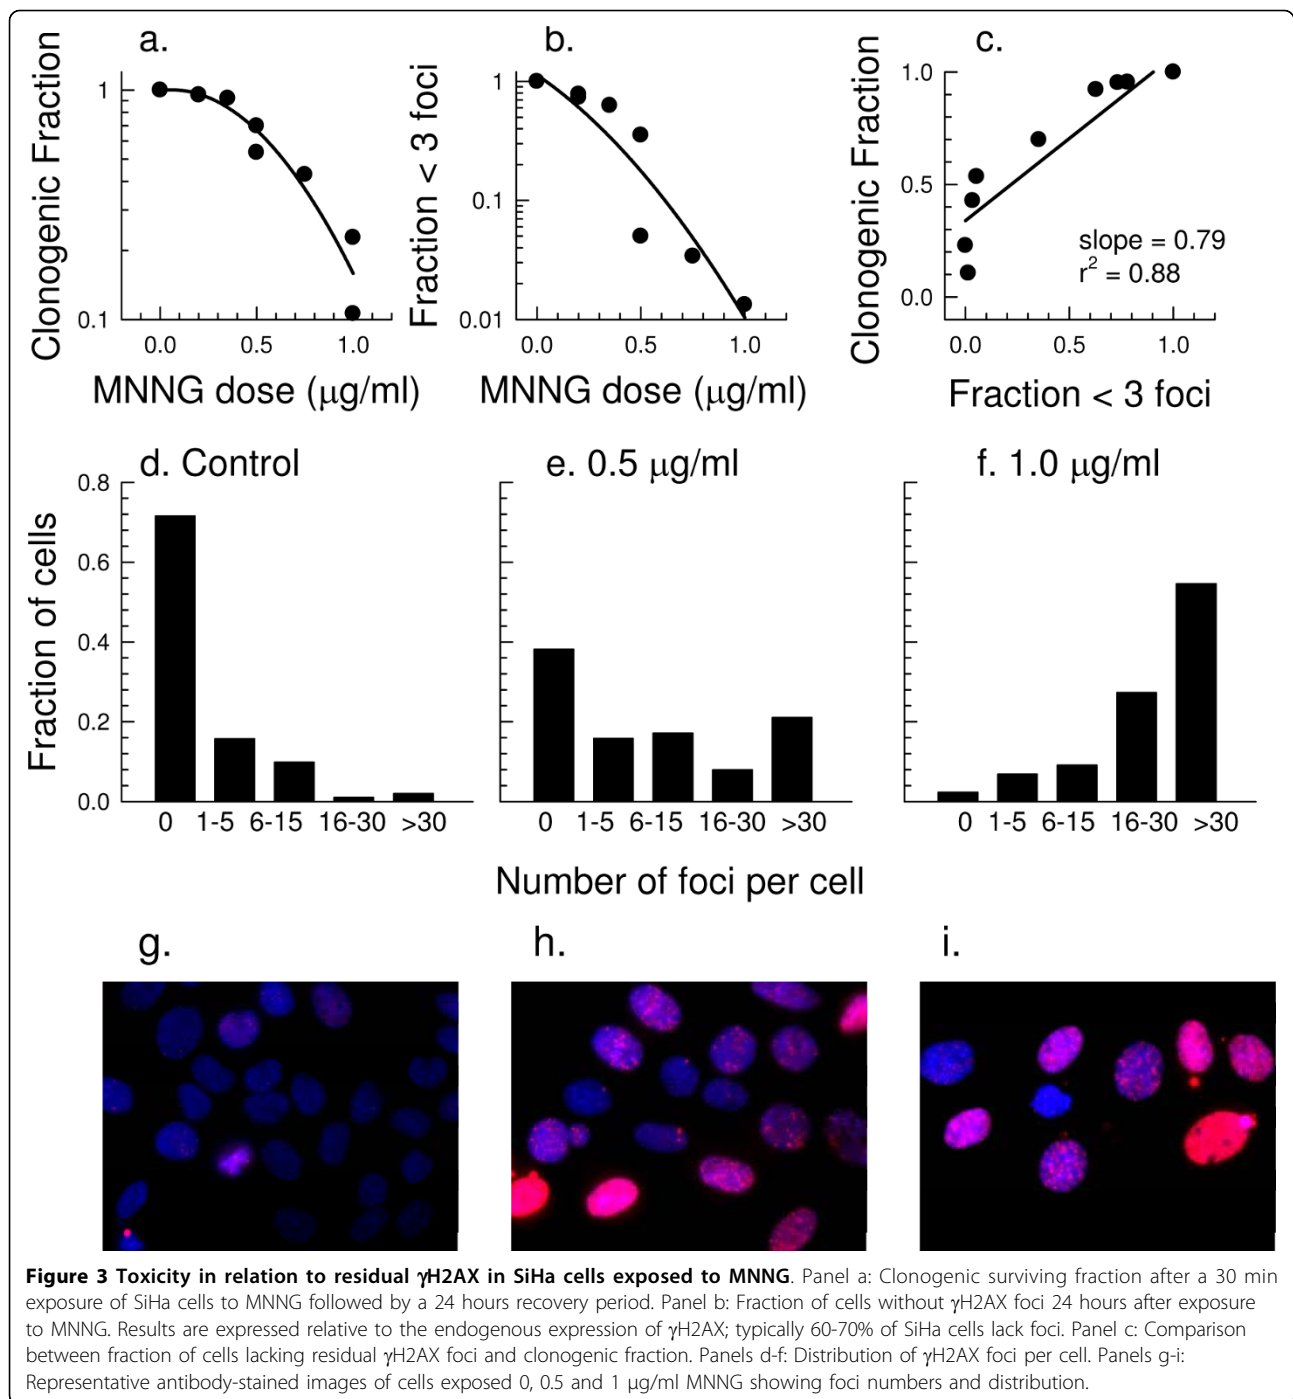 a.
b.
c.
Clonogenic Fraction
1
0.1
0.0 0.5 1.0
MNNG dose (μg/ml)
Fraction < 3 foci
1
0.1
0.01
0.0 0.5 1.0
MNNG dose (μg/ml)
Clonogenic Fraction
1.0
0.5
0.0
slope = 0.79
r² = 0.88
0.0 0.5 1.0
Fraction < 3 foci
d. Control
e. 0.5 μg/ml
f. 1.0 μg/ml
Fraction of cells
0.8
0.6
0.4
0.2
0.0
0 1-5 6-15 16-30 >30
0 1-5 6-15 16-30 >30
0 1-5 6-15 16-30 >30
Number of foci per cell
g.
h.
i.
Figure 3 Toxicity in relation to residual γH2AX in SiHa cells exposed to MNNG. Panel a: Clonogenic surviving fraction after a 30 min
exposure of SiHa cells to MNNG followed by a 24 hours recovery period. Panel b: Fraction of cells without γH2AX foci 24 hours after exposure
to MNNG. Results are expressed relative to the endogenous expression of γH2AX; typically 60-70% of SiHa cells lack foci. Panel c: Comparison
between fraction of cells lacking residual γH2AX foci and clonogenic fraction. Panels d-f: Distribution of γH2AX foci per cell. Panels g-i:
Representative antibody-stained images of cells exposed 0, 0.5 and 1 μg/ml MNNG showing foci numbers and distribution.